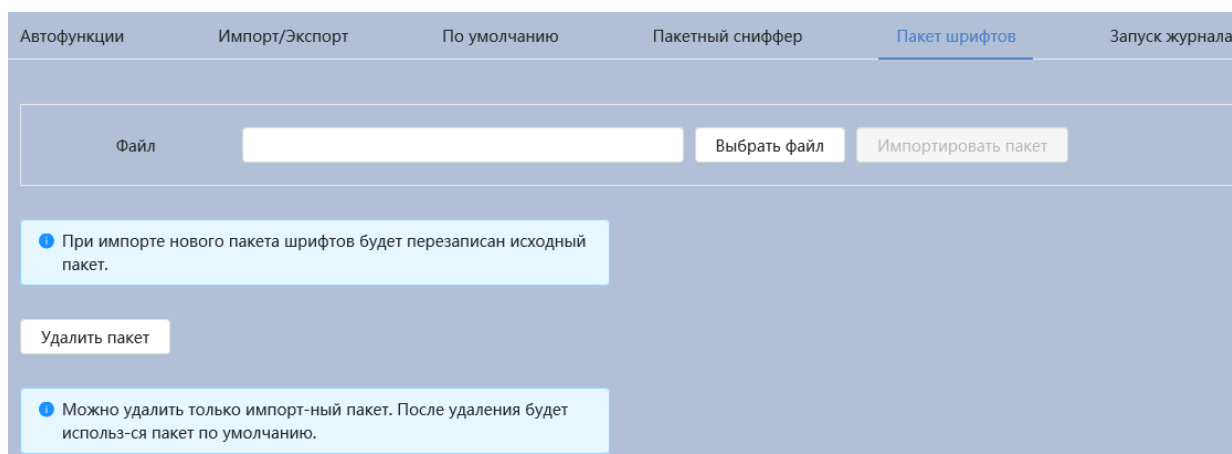 Автофункции Импорт/Экспорт По умолчанию Пакетный сниффер Пакет шрифтов Запуск журнала
Файл Выбрать файл Импортировать пакет
При импорте нового пакета шрифтов будет перезаписан исходный
пакет.
Удалить пакет
Можно удалить только импорт-ный пакет. После удаления будет
использ-ся пакет по умолчанию.